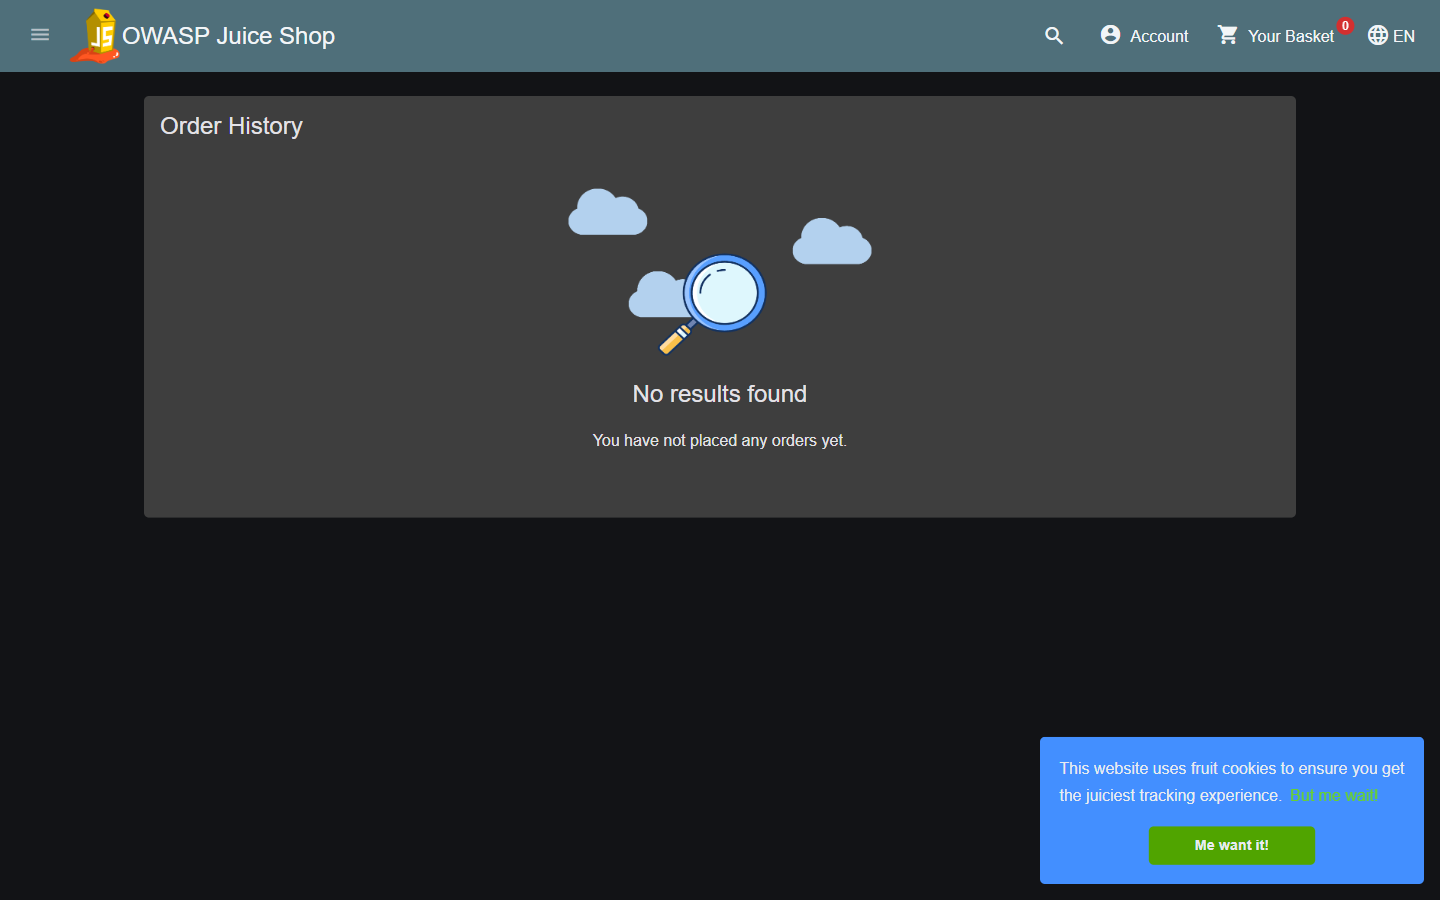 OWASP Juice Shop
Account
Your Basket
0
EN
Order History
No results found
You have not placed any orders yet.
This website uses fruit cookies to ensure you get
the juiciest tracking experience. But me wait!
Me want it!